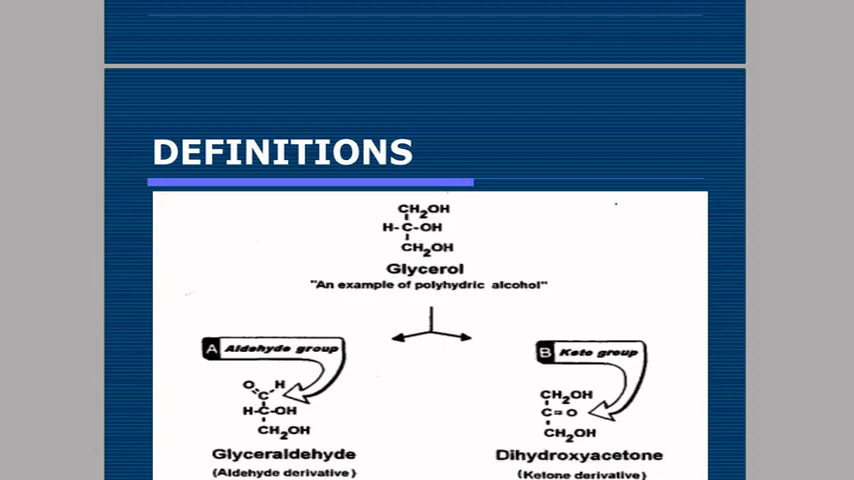 DEFINITIONS
CH2OH
H-C-OH
CH2OH
Glycerol
"An example of polyhydric alcohol"
A Aldehyde group
B Keto group
O H
C
H-C-OH
CH2OH
CH2OH
C=O
CH2OH
Glyceraldehyde
Dihydroxyacetone
(Aldehyde derivative)
(Ketone derivative)